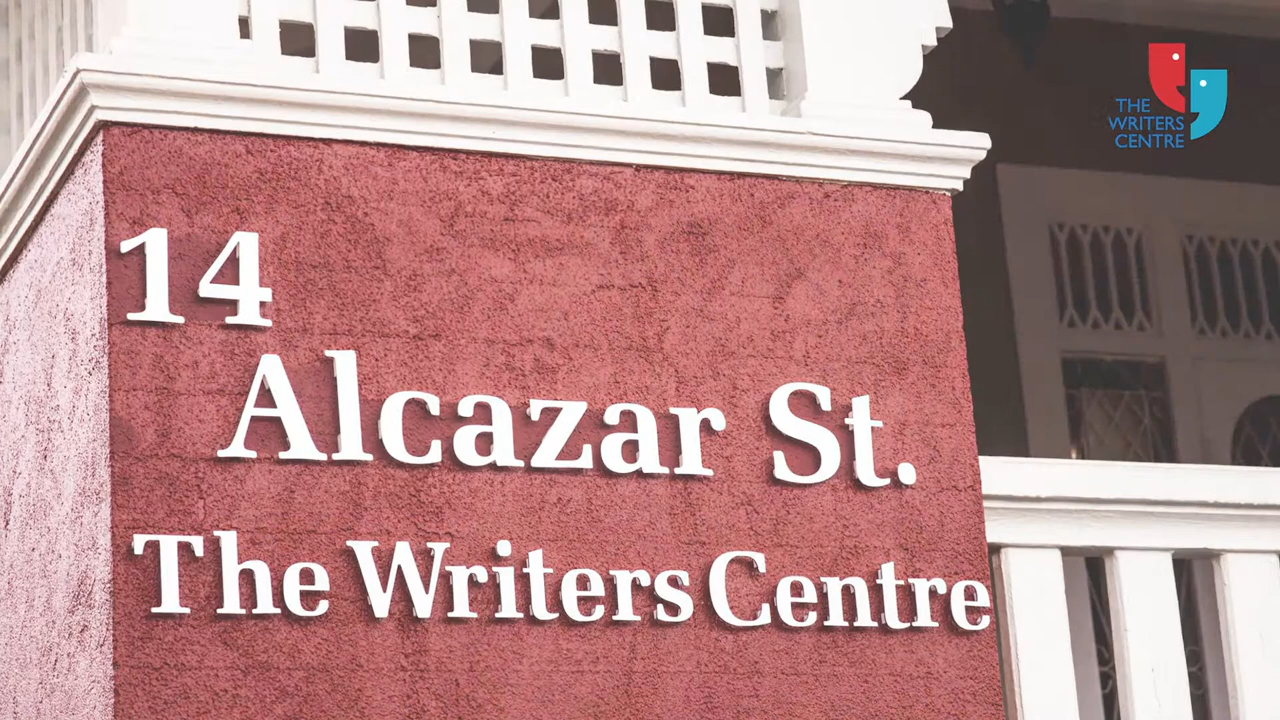 14
Alcazar St.
The Writers Centre
THE
WRITERS
CENTRE